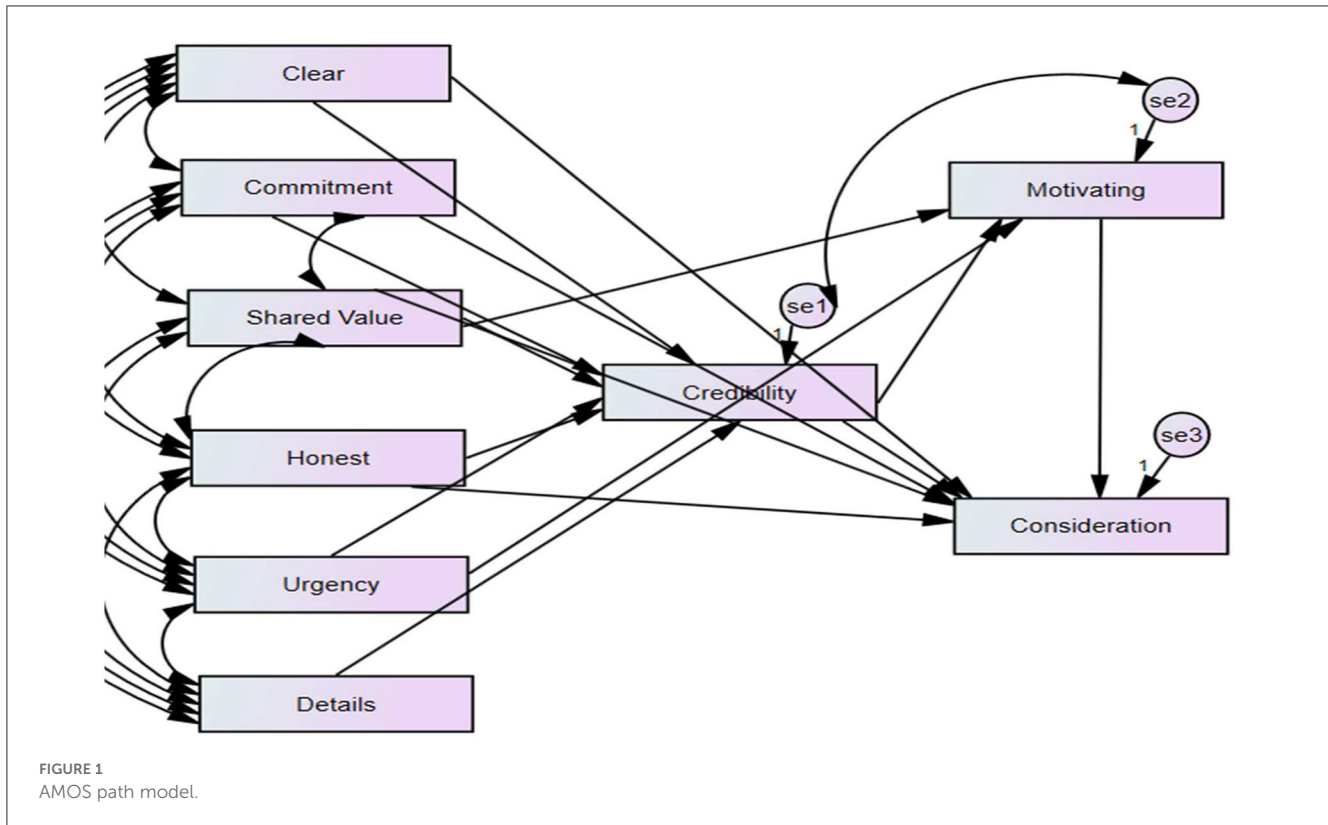 Clear
se2
1
Commitment
Motivating
se1
Shared Value
1
Credibility
se3
Honest
1
Consideration
Urgency
Details
FIGURE 1
AMOS path model.